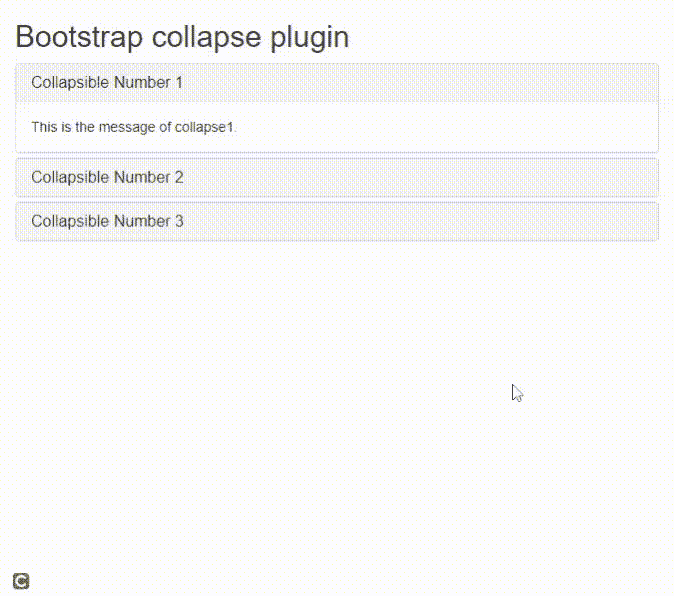 Bootstrap collapse plugin
Collapsible Number 1
This is the message of collapse1.
Collapsible Number 2
Collapsible Number 3
C